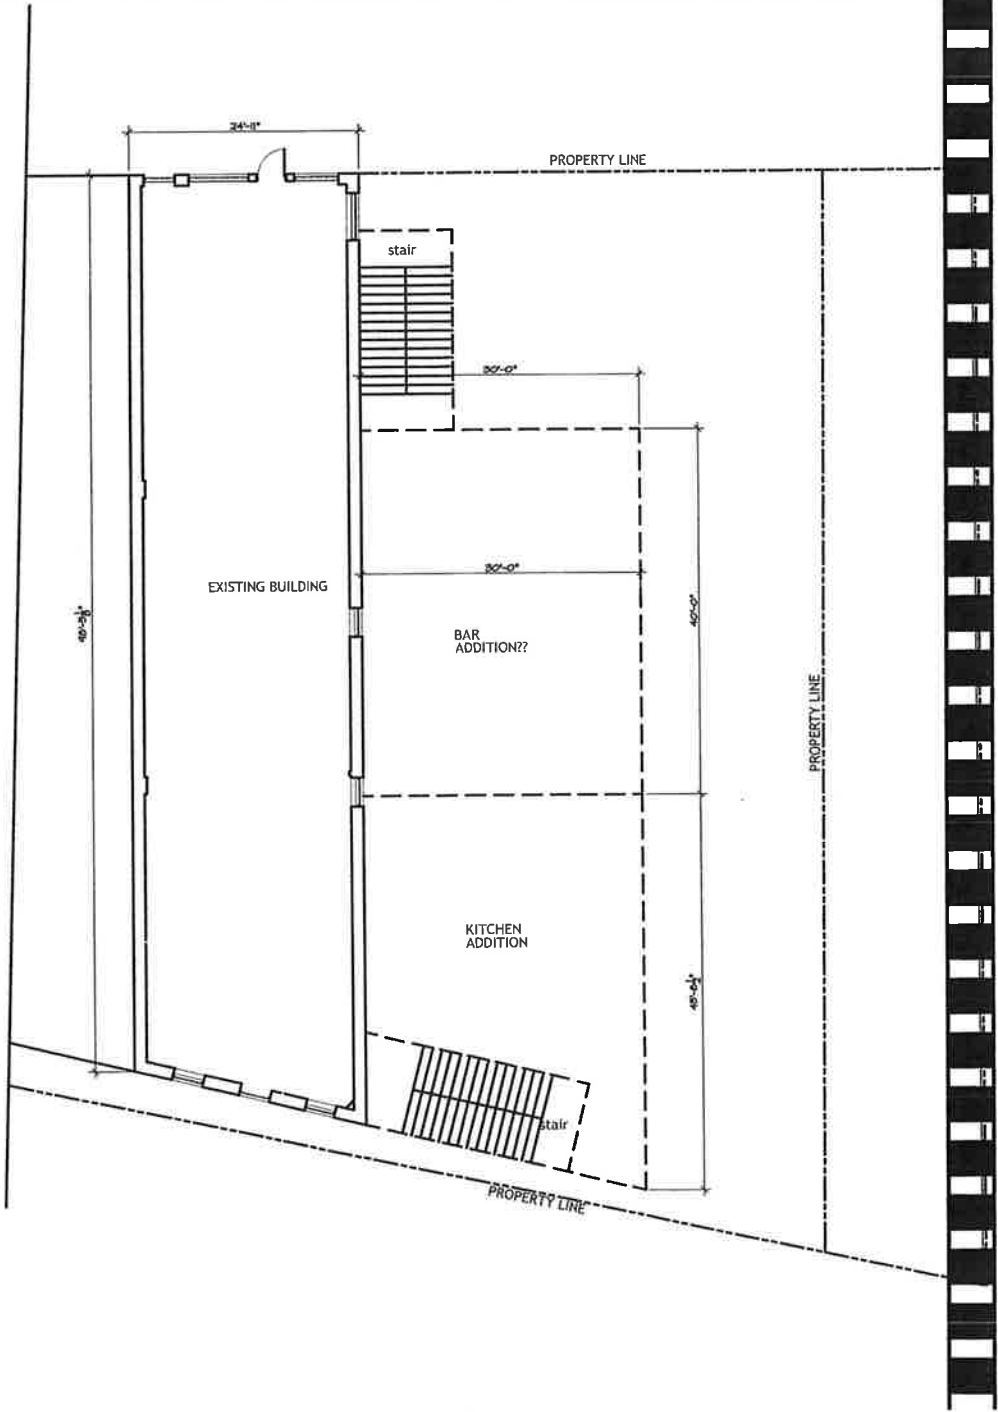 24'-11"
PROPERTY LINE
stair
30'-0"
30'-0"
EXISTING BUILDING
40'-0"
BAR
ADDITION??
PROPERTY LINE
KITCHEN
ADDITION
stair
PROPERTY LINE